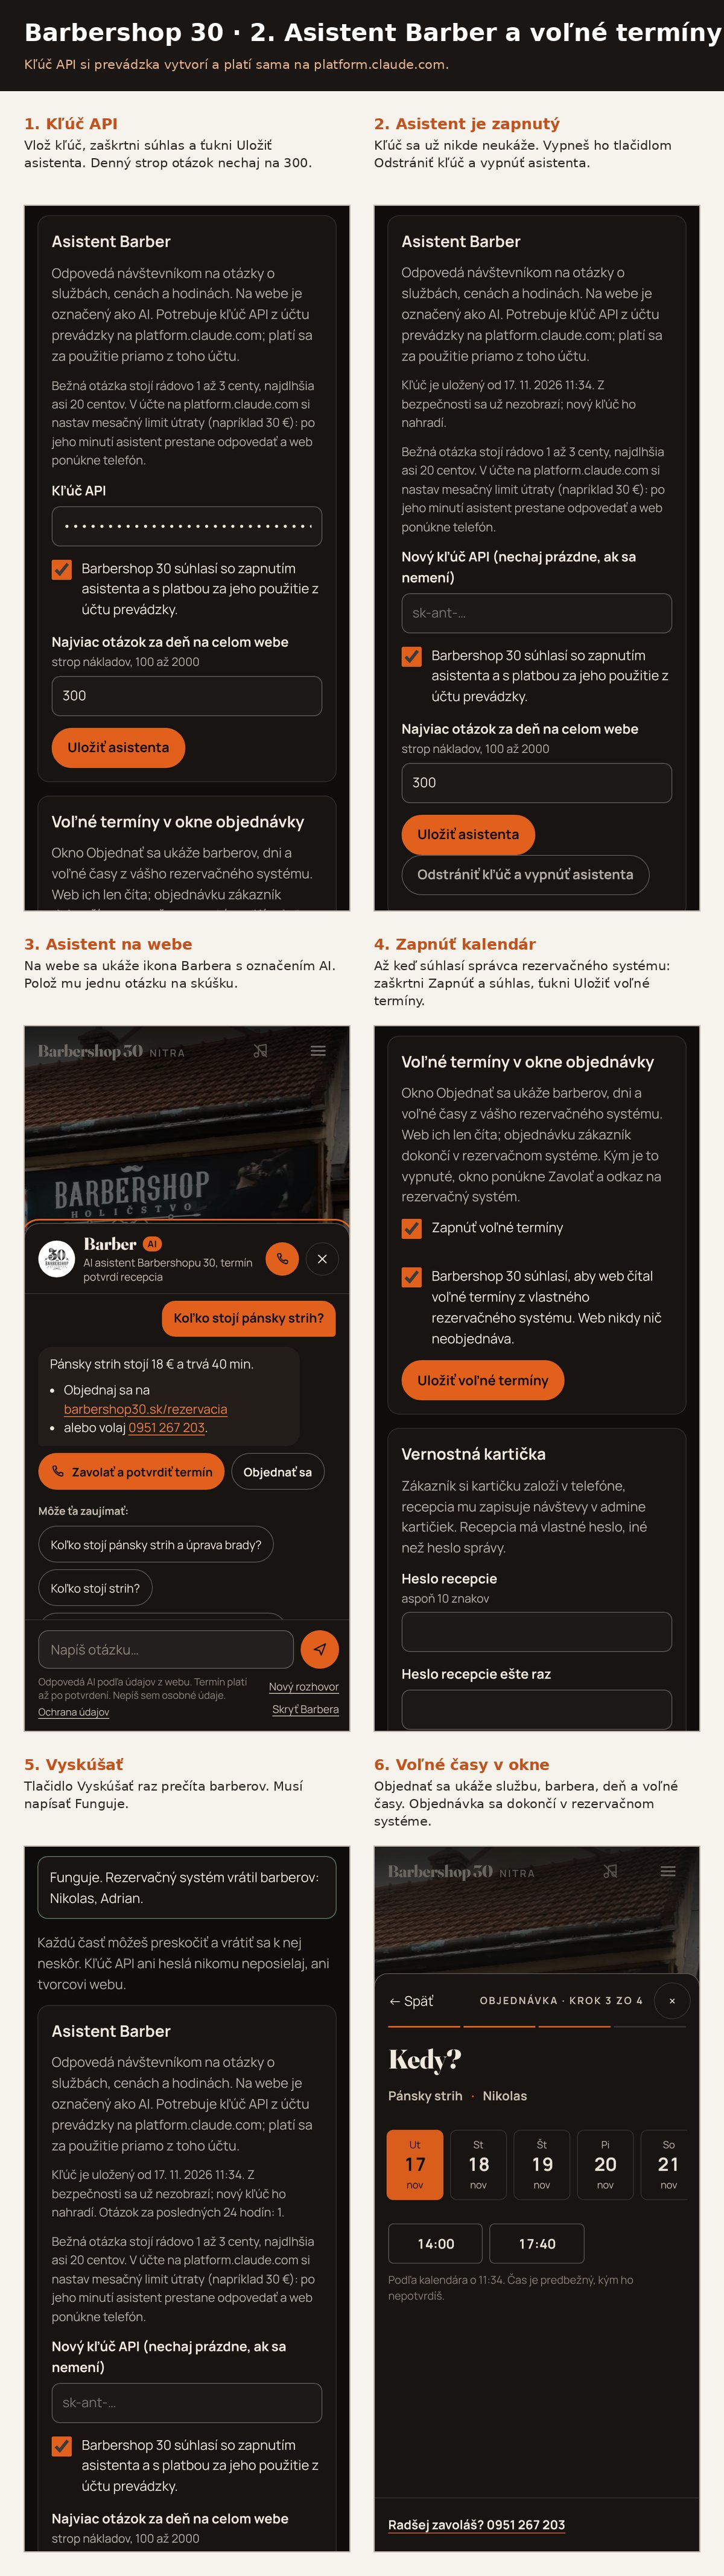 Barbershop 30 · 2. Asistent Barber a voľné termíny
Kľúč API si prevádzka vytvorí a platí sama na platform.claude.com.
1. Kľúč API
Vlož kľúč, zaškrtni súhlas a ťukni Uložiť
asistenta. Denný strop otázok nechaj na 300.
Asistent Barber
Odpovedá návštevníkom na otázky o
službách, cenách a hodinách. Na webe je
označený ako AI. Potrebuje kľúč API z účtu
prevádzky na platform.claude.com; platí sa
za použitie priamo z toho účtu.
Bežná otázka stojí rádovo 1 až 3 centy, najdlhšia
asi 20 centov. V účte na platform.claude.com si
nastav mesačný limit útraty (napríklad 30 €): po
jeho minutí asistent prestane odpovedať a web
ponúkne telefón.
Kľúč API
Barbershop 30 súhlasí so zapnutím
asistenta a s platbou za jeho použitie z
účtu prevádzky.
Najviac otázok za deň na celom webe
strop nákladov, 100 až 2000
300
Uložiť asistenta
Voľné termíny v okne objednávky
Okno Objednať sa ukáže barberov, dni a
voľné časy z vášho rezervačného systému.
Web ich len číta; objednávku zákazník
2. Asistent je zapnutý
Kľúč sa už nikde neukáže. Vypneš ho tlačidlom
Odstrániť kľúč a vypnúť asistenta.
Asistent Barber
Odpovedá návštevníkom na otázky o
službách, cenách a hodinách. Na webe je
označený ako AI. Potrebuje kľúč API z účtu
prevádzky na platform.claude.com; platí sa
za použitie priamo z toho účtu.
Kľúč je uložený od 17. 11. 2026 11:34. Z
bezpečnosti sa už nezobrazí; nový kľúč ho
nahradí.
Bežná otázka stojí rádovo 1 až 3 centy, najdlhšia
asi 20 centov. V účte na platform.claude.com si
nastav mesačný limit útraty (napríklad 30 €): po
jeho minutí asistent prestane odpovedať a web
ponúkne telefón.
Nový kľúč API (nechaj prázdne, ak sa
nemení)
sk-ant-…
Barbershop 30 súhlasí so zapnutím
asistenta a s platbou za jeho použitie z
účtu prevádzky.
Najviac otázok za deň na celom webe
strop nákladov, 100 až 2000
300
Uložiť asistenta
Odstrániť kľúč a vypnúť asistenta
3. Asistent na webe
Na webe sa ukáže ikona Barbera s označením AI.
Polož mu jednu otázku na skúšku.
Barbershop 30 NITRA
BARBERSHOP
HOLIČSTVO
30
Barber AI
AI asistent Barbershopu 30, termín
potvrdí recepcia
Koľko stojí pánsky strih?
Pánsky strih stojí 18 € a trvá 40 min.
• Objednaj sa na
barbershop30.sk/rezervacia
• alebo volaj 0951 267 203.
Zavolať a potvrdiť termín
Objednať sa
Môže ťa zaujímať:
Koľko stojí pánsky strih a úprava brady?
Koľko stojí strih?
Napíš otázku…
Odpovedá AI podľa údajov z webu. Termín platí
až po potvrdení. Nepíš sem osobné údaje.
Ochrana údajov
Nový rozhovor
Skryť Barbera
4. Zapnúť kalendár
Až keď súhlasí správca rezervačného systému:
zaškrtni Zapnúť a súhlas, ťukni Uložiť voľné
termíny.
Voľné termíny v okne objednávky
Okno Objednať sa ukáže barberov, dni a
voľné časy z vášho rezervačného systému.
Web ich len číta; objednávku zákazník
dokončí v rezervačnom systéme. Kým je to
vypnuté, okno ponúkne Zavolať a odkaz na
rezervačný systém.
Zapnúť voľné termíny
Barbershop 30 súhlasí, aby web čítal
voľné termíny z vlastného
rezervačného systému. Web nikdy nič
neobjednáva.
Uložiť voľné termíny
Vernostná kartička
Zákazník si kartičku založí v telefóne,
recepcia mu zapisuje návštevy v admine
kartičiek. Recepcia má vlastné heslo, iné
než heslo správy.
Heslo recepcie
aspoň 10 znakov
Heslo recepcie ešte raz
5. Vyskúšať
Tlačidlo Vyskúšať raz prečíta barberov. Musí
napísať Funguje.
Funguje. Rezervačný systém vrátil barberov:
Nikolas, Adrian.
Každú časť môžeš preskočiť a vrátiť sa k nej
neskôr. Kľúč API ani heslá nikomu neposielaj, ani
tvorcovi webu.
Asistent Barber
Odpovedá návštevníkom na otázky o
službách, cenách a hodinách. Na webe je
označený ako AI. Potrebuje kľúč API z účtu
prevádzky na platform.claude.com; platí sa
za použitie priamo z toho účtu.
Kľúč je uložený od 17. 11. 2026 11:34. Z
bezpečnosti sa už nezobrazí; nový kľúč ho
nahradí. Otázok za posledných 24 hodín: 1.
Bežná otázka stojí rádovo 1 až 3 centy, najdlhšia
asi 20 centov. V účte na platform.claude.com si
nastav mesačný limit útraty (napríklad 30 €): po
jeho minutí asistent prestane odpovedať a web
ponúkne telefón.
Nový kľúč API (nechaj prázdne, ak sa
nemení)
sk-ant-…
Barbershop 30 súhlasí so zapnutím
asistenta a s platbou za jeho použitie z
účtu prevádzky.
Najviac otázok za deň na celom webe
strop nákladov, 100 až 2000
6. Voľné časy v okne
Objednať sa ukáže službu, barbera, deň a voľné
časy. Objednávka sa dokončí v rezervačnom
systéme.
Barbershop 30 NITRA
← Späť
OBJEDNÁVKA · KROK 3 ZO 4
×
Kedy?
Pánsky strih · Nikolas
Ut 17 nov
St 18 nov
Št 19 nov
Pi 20 nov
So 21 nov
14:00
17:40
Podľa kalendára o 11:34. Čas je predbežný, kým ho
nepotvrdíš.
Radšej zavoláš? 0951 267 203